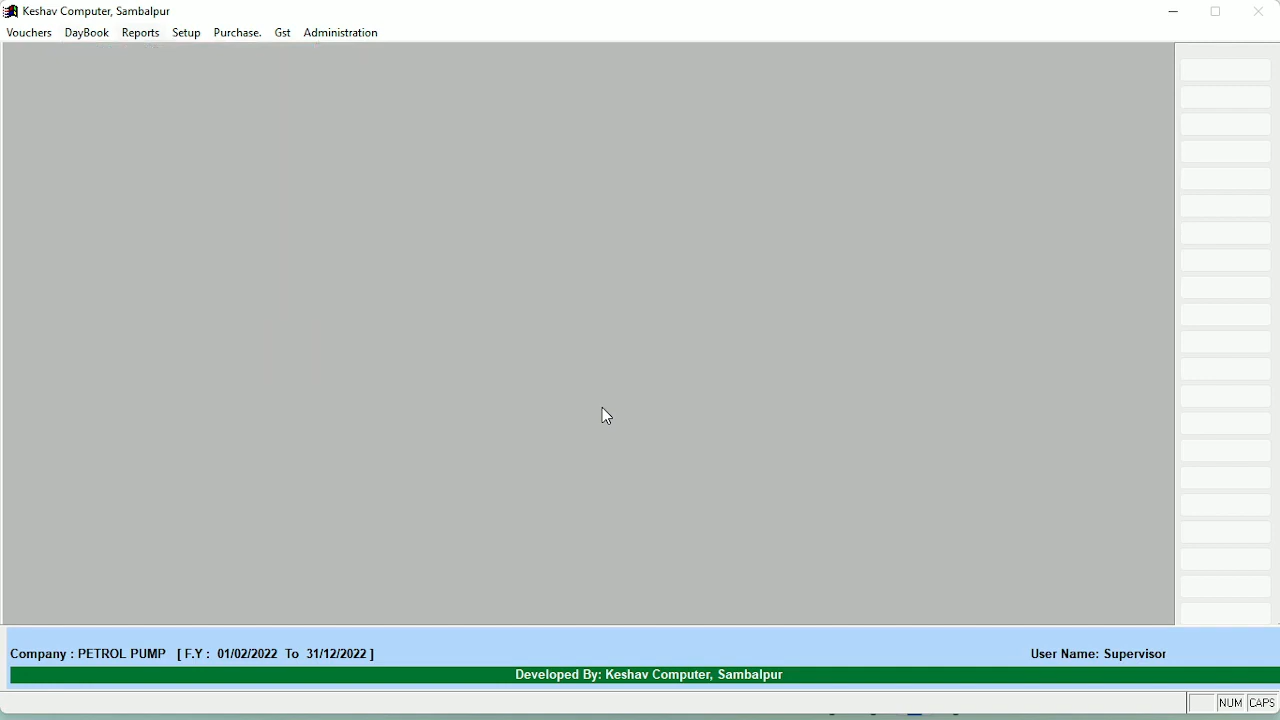 Keshav Computer, Sambalpur
Vouchers DayBook Reports Setup Purchase. Gst Administration
Company : PETROL PUMP [ F.Y : 01/02/2022 To 31/12/2022 ] User Name: Supervisor
Developed By: Keshav Computer, Sambalpur
NUM CAPS